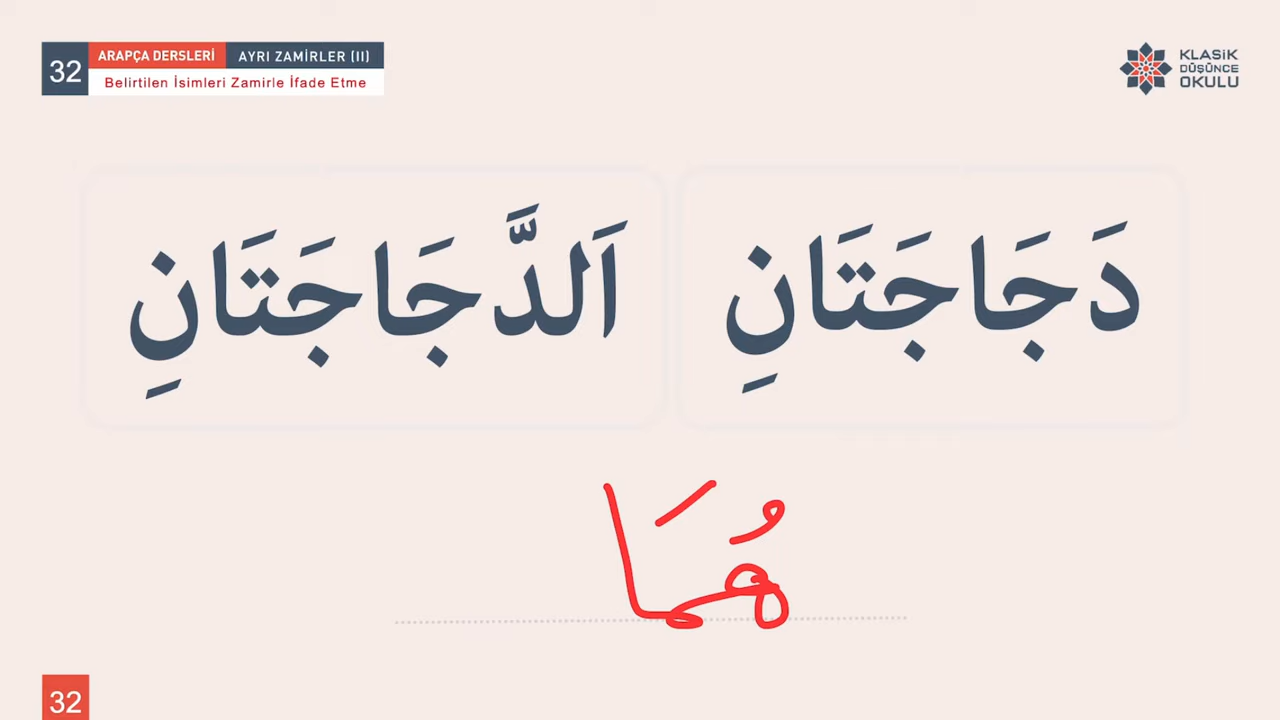 32
ARAPÇA DERSLERİ AYRI ZAMİRLER (II)
Belirtilen İsimleri Zamirle İfade Etme
KLASİK
DÜŞÜNCE
OKULU
دَجَاجَتَانِ
اَلدَّجَاجَتَانِ
هُمَا
32